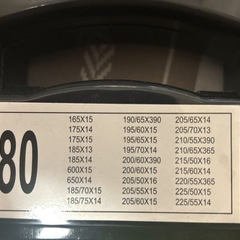 80
165X15 190/65X390 205/65X14
175X14 195/60X15 205/70X13
175X15 195/65X15 210/55X390
185X13 195/70X14 210/65X365
185X14 200/60X390 215/50X16
600X15 200/60X15 215/60X14
650X14 205/50X16 220/55X365
185/70X15 205/55X15 225/50X15
185/75X14 205/60X15 225/55X14